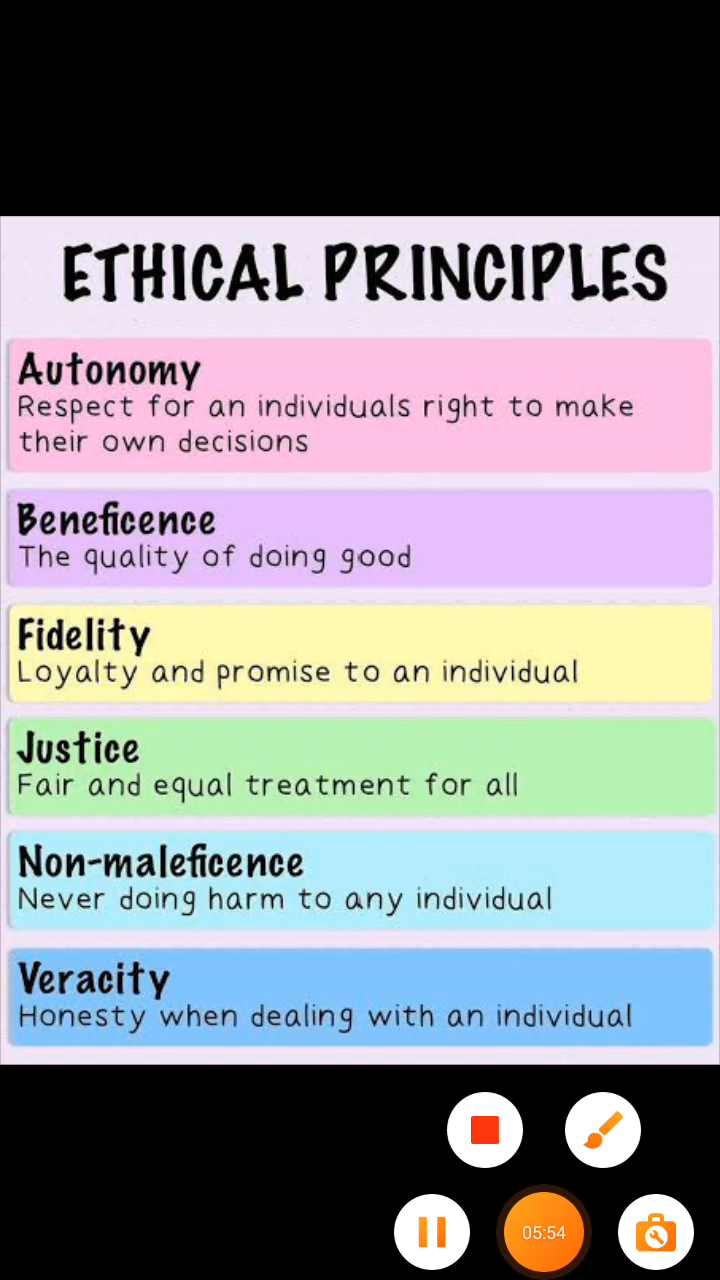 ETHICAL PRINCIPLES
Autonomy
Respect for an individuals right to make
their own decisions
Beneficence
The quality of doing good
Fidelity
Loyalty and promise to an individual
Justice
Fair and equal treatment for all
Non-maleficence
Never doing harm to any individual
Veracity
Honesty when dealing with an individual
05:54